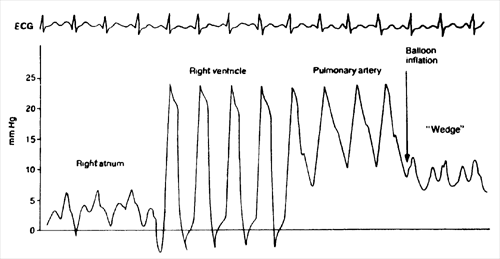 ECG
Balloon
inflation
Right ventricle
Pulmonary artery
25
20
"Wedge"
15
mm Hg
10
Right atrium
5
0